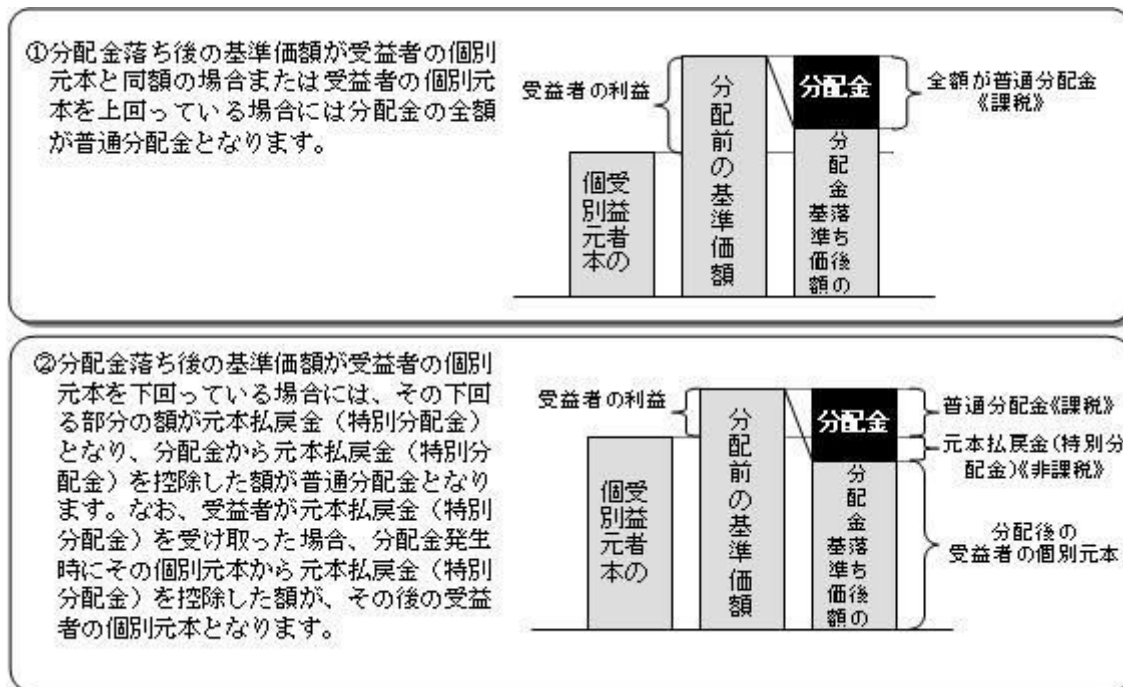 ①分配金落ち後の基準価額が受益者の個別
元本と同額の場合または受益者の個別元
本を上回っている場合には分配金の全額
が普通分配金となります。
受益者の利益
個別元本
受益者の
分配前の基準価額
分配金
分配金落ち後の
基準価額
全額が普通分配金
《課税》
②分配金落ち後の基準価額が受益者の個別
元本を下回っている場合には、その下回
る部分の額が元本払戻金（特別分配金）
となり、分配金から元本払戻金（特別分
配金）を控除した額が普通分配金となり
ます。なお、受益者が元本払戻金（特別
分配金）を受け取った場合、分配金発生
時にその個別元本から元本払戻金（特別
分配金）を控除した額が、その後の受益
者の個別元本となります。
受益者の利益
受益者の
個別元本
分配前の基準価額
分配金
分配金落ち後の
基準価額
普通分配金《課税》
元本払戻金(特別分
配金)《非課税》
分配後の
受益者の個別元本